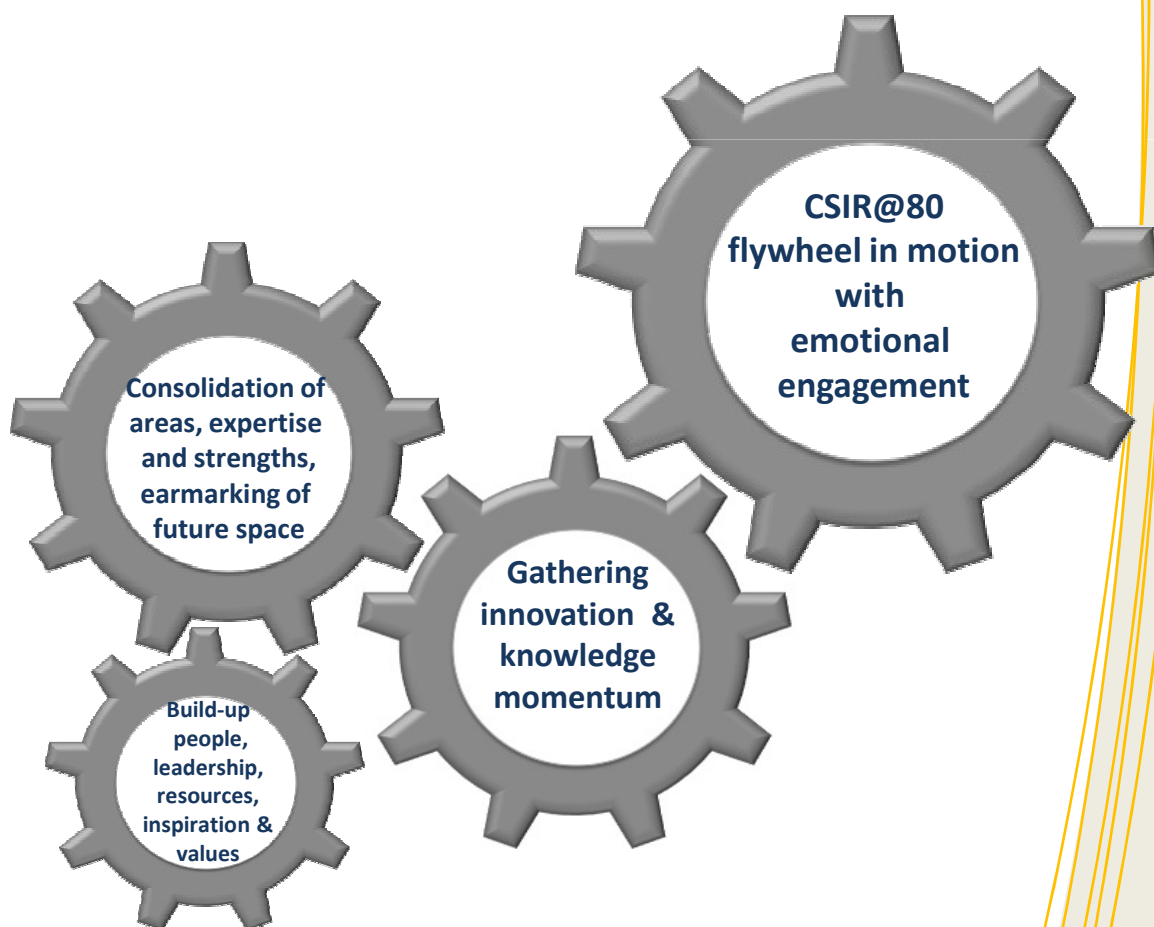 CSIR@80
flywheel in motion
with
emotional
engagement
Consolidation of
areas, expertise
and strengths,
earmarking of
future space
Gathering
innovation &
knowledge
momentum
Build-up
people,
leadership,
resources,
inspiration &
values